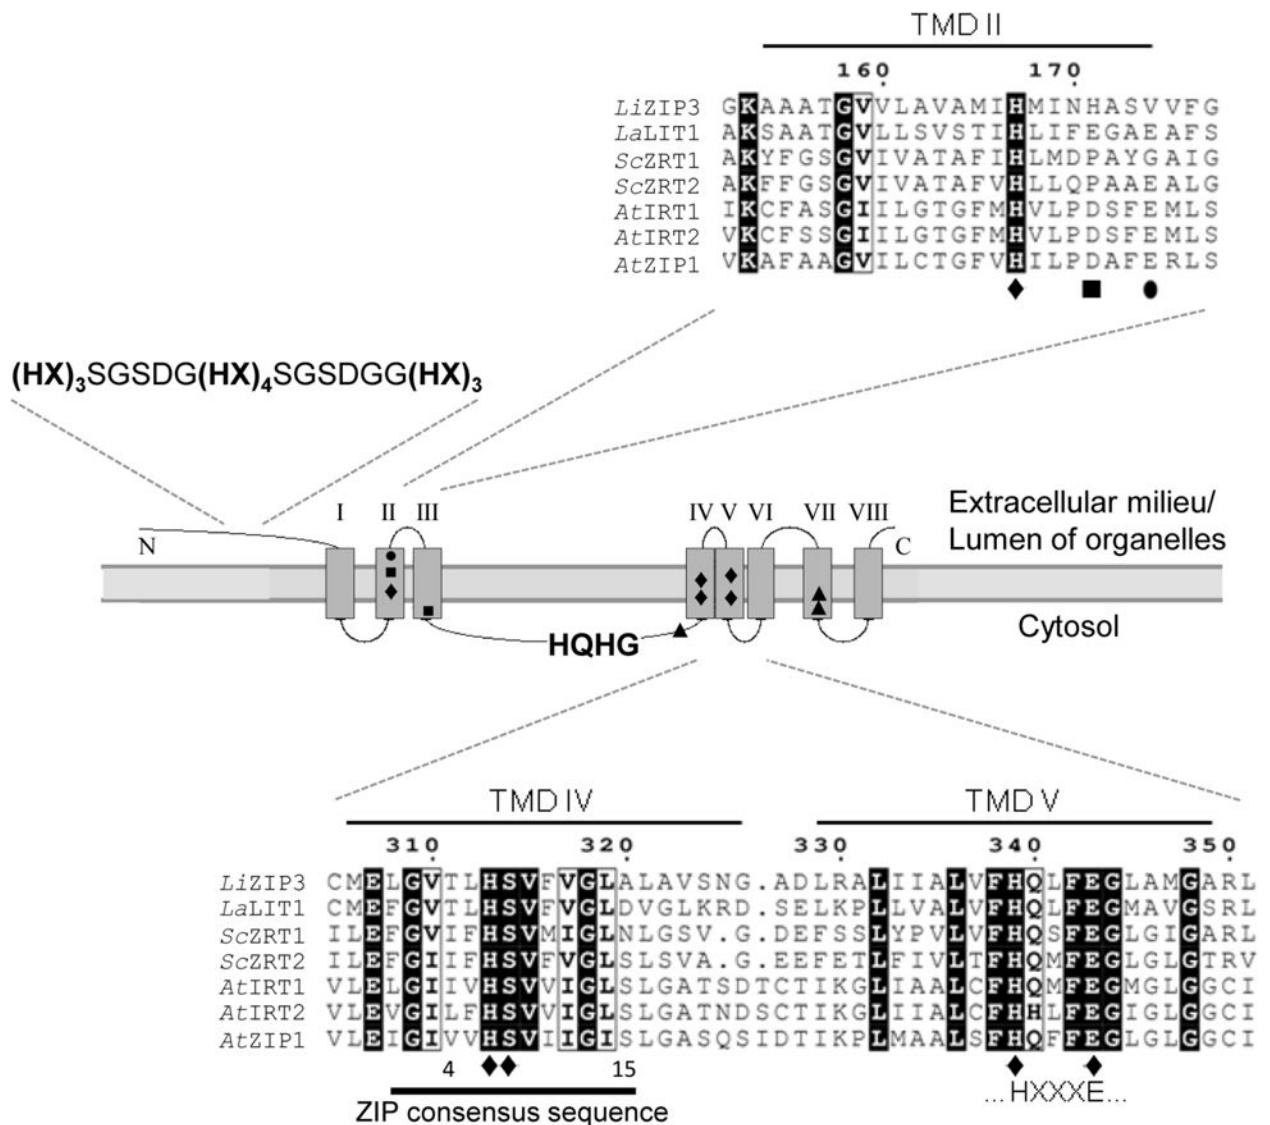 TMD II
160 170
LiZIP3 GKAAATGVVLAVAMIHMINHASVVFG
LaLIT1 AKSAATGVLLSVSTIHLIFEGAEAFS
ScZRT1 AKYFGSGVIVATAFIHLMDPAYGAIG
ScZRT2 AKFFGSGVIVATAFVHLLQPAAEALG
AtIRT1 IKCFASGIILGTGFMHVLPDSFEMLS
AtIRT2 VKCFSSGIILGTGFMHVLPDSFEMLS
AtZIP1 VKAFAAGVILCTGFVHILPDAFERLS
(HX)3SGSDG(HX)4SGSDGG(HX)3
I II III IV V VI VII VIII
N C
Extracellular milieu/
Lumen of organelles
HQHG
Cytosol
TMD IV TMD V
310 320 330 340 350
LiZIP3 CMELGVTLHSVFVGLALAVSNG.ADLRALIIALVFHQLFEGLAMGARL
LaLIT1 CMEFGVTLHSVFVGLDVGLKRD.SELKPLLVALVFHQLFEGMAVGSRL
ScZRT1 ILEFGVIFHSVMIGLNLGSV.G.DEFSSLYPVLVFHQSFEGLGIGARL
ScZRT2 ILEFGIIFHSVFVGLSLSVA.G.EEFETLFIVLTFHQMFEGLGLGTRV
AtIRT1 VLELGIIVHSVVIGLSLGATSDTCTIKGLIAALCFHQMFEGMGLGGCI
AtIRT2 VLEVGILFHSVVIGLSLGATNDSCTIKGLILALCFHHLFEGIGLGGCI
AtZIP1 VLEIGIVVHSVIIGISLGASQSIDTIKPLMAALSFHQFFEGLGLGGCI
4 15
...HXXXE...
ZIP consensus sequence